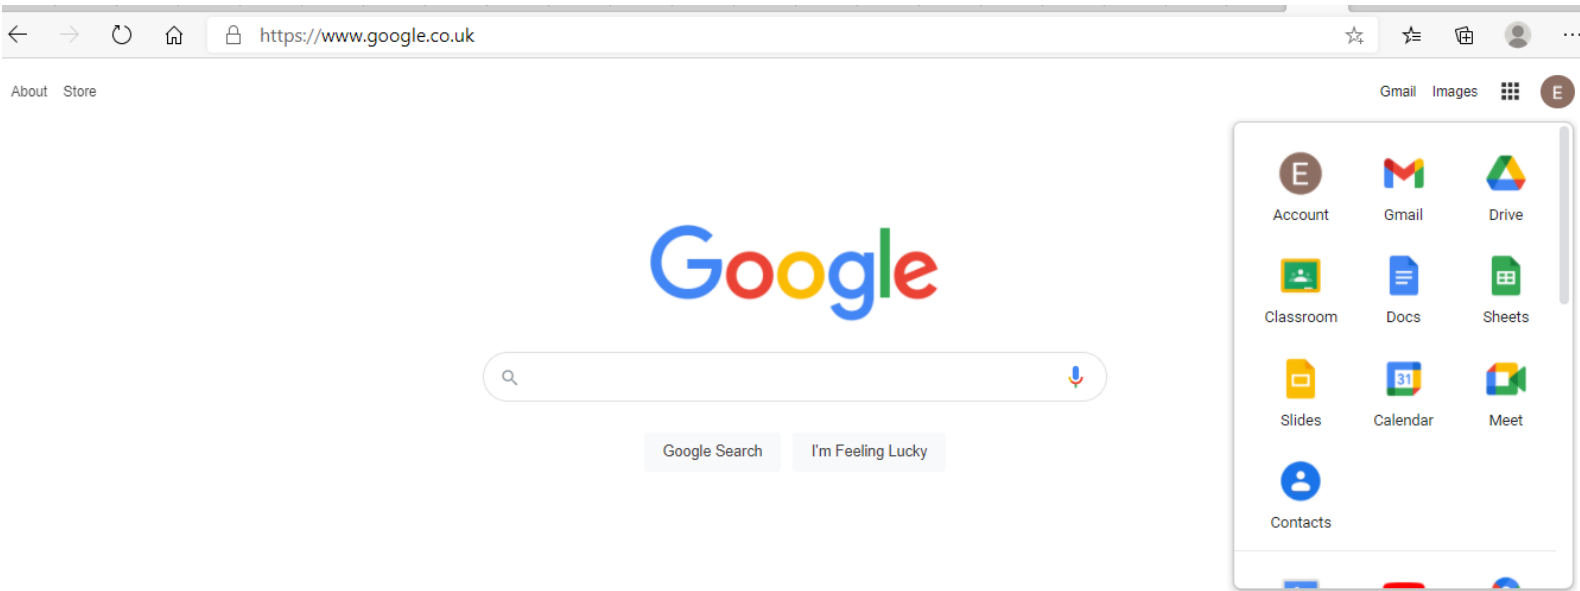 https://www.google.co.uk
About Store
Gmail Images
E
E
Account Gmail Drive
Google
Classroom Docs Sheets
31
Slides Calendar Meet
Google Search I'm Feeling Lucky
Contacts